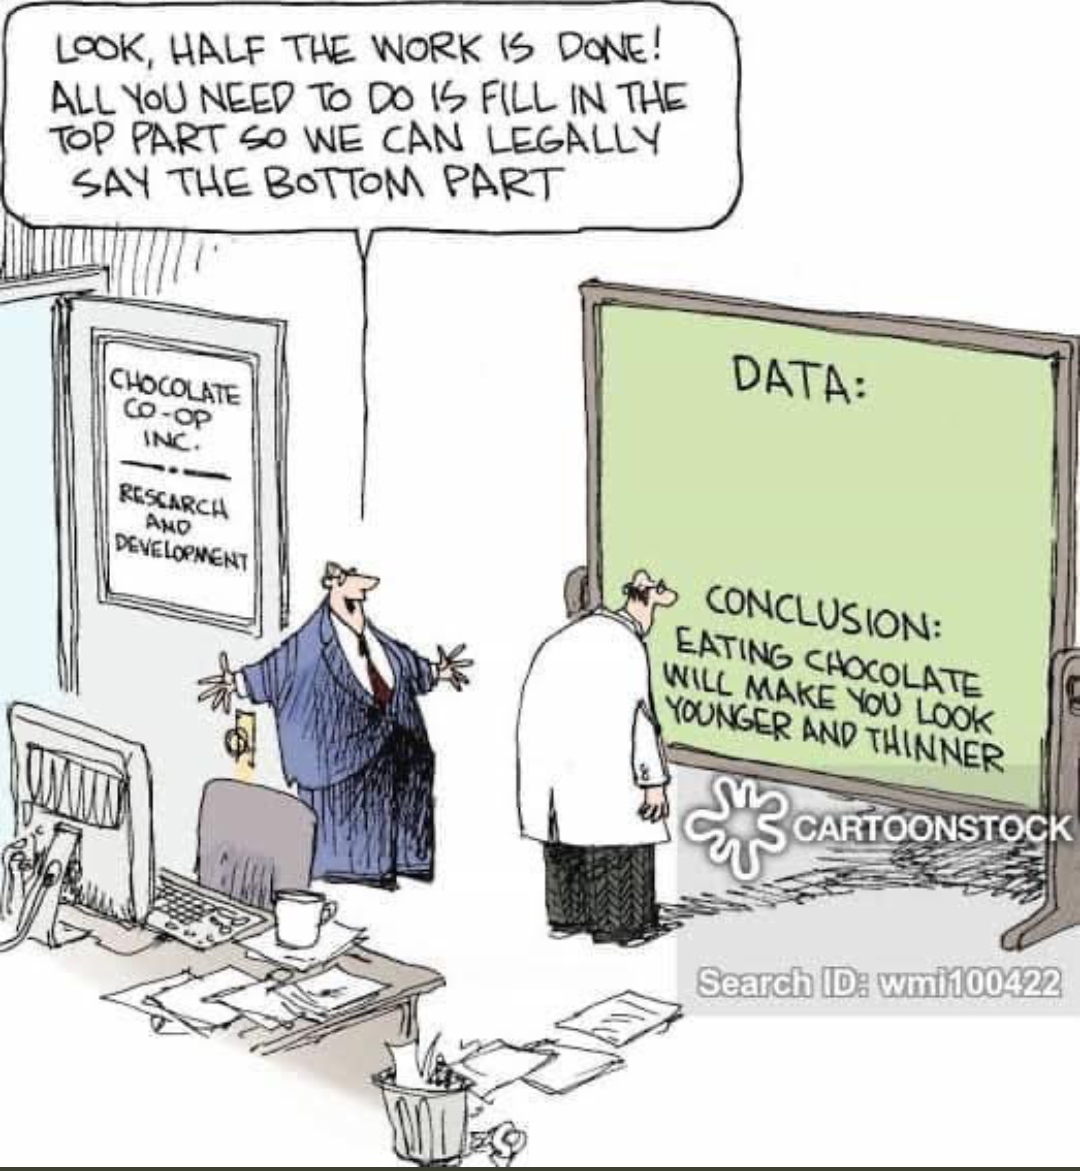 LOOK, HALF THE WORK IS DONE!
ALL YOU NEED TO DO IS FILL IN THE
TOP PART SO WE CAN LEGALLY
SAY THE BOTTOM PART
CHOCOLATE
CO-OP
INC.
RESEARCH
AND
DEVELOPMENT
DATA:
CONCLUSION:
EATING CHOCOLATE
WILL MAKE YOU LOOK
YOUNGER AND THINNER
CARTOONSTOCK
Search ID: wmi100422